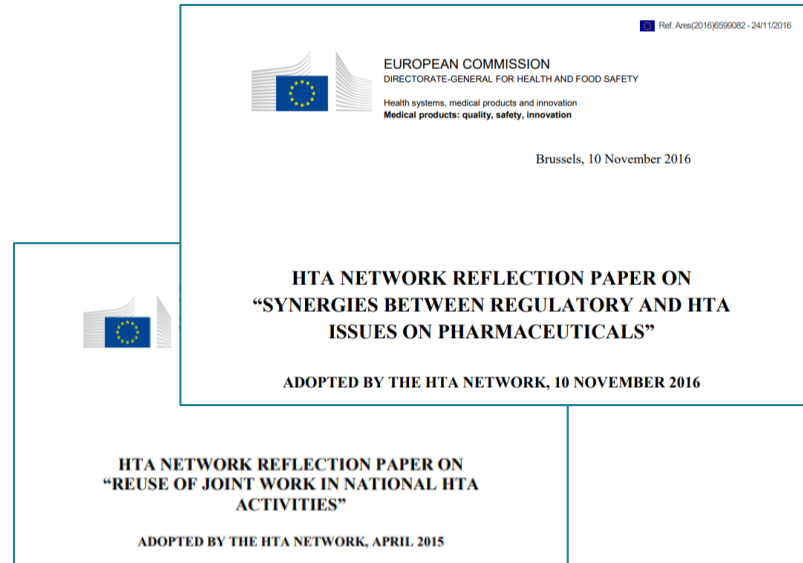 Ref. Ares(2016)6599082 - 24/11/2016
EUROPEAN COMMISSION
DIRECTORATE-GENERAL FOR HEALTH AND FOOD SAFETY
Health systems, medical products and innovation
Medical products: quality, safety, innovation
Brussels, 10 November 2016
HTA NETWORK REFLECTION PAPER ON
“SYNERGIES BETWEEN REGULATORY AND HTA
ISSUES ON PHARMACEUTICALS”
ADOPTED BY THE HTA NETWORK, 10 NOVEMBER 2016
HTA NETWORK REFLECTION PAPER ON
“REUSE OF JOINT WORK IN NATIONAL HTA
ACTIVITIES”
ADOPTED BY THE HTA NETWORK, APRIL 2015